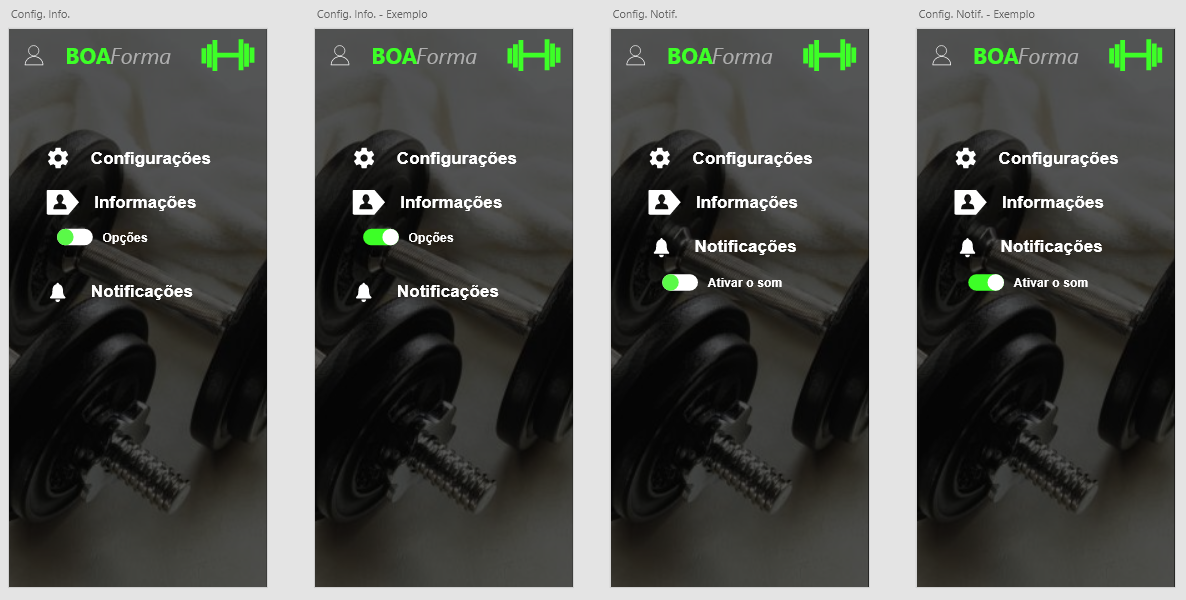 Config. Info.
BOAForma
Configurações
Informações
Opções
Notificações
Config. Info. - Exemplo
BOAForma
Configurações
Informações
Opções
Notificações
Config. Notif.
BOAForma
Configurações
Informações
Notificações
Ativar o som
Config. Notif. - Exemplo
BOAForma
Configurações
Informações
Notificações
Ativar o som